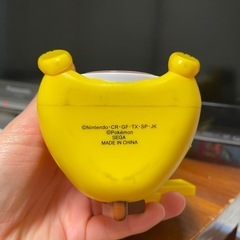 ©Nintendo・CR・GF・TX・SP・JK
©Pokémon
SEGA
MADE IN CHINA